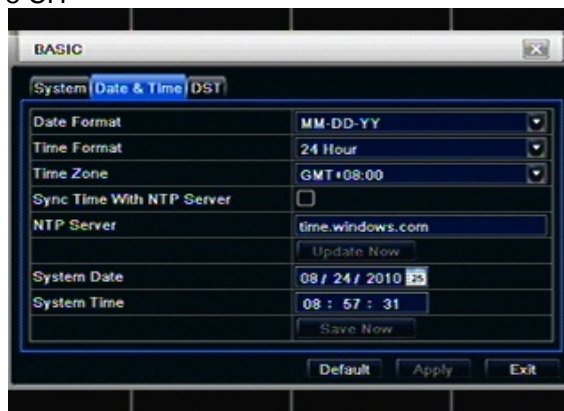 BASIC
System Date & Time DST
Date Format MM-DD-YY
Time Format 24 Hour
Time Zone GMT+08:00
Sync Time With NTP Server
NTP Server time.windows.com
Update Now
System Date 08 / 24 / 2010 25
System Time 08 : 57 : 31
Save Now
Default Apply Exit